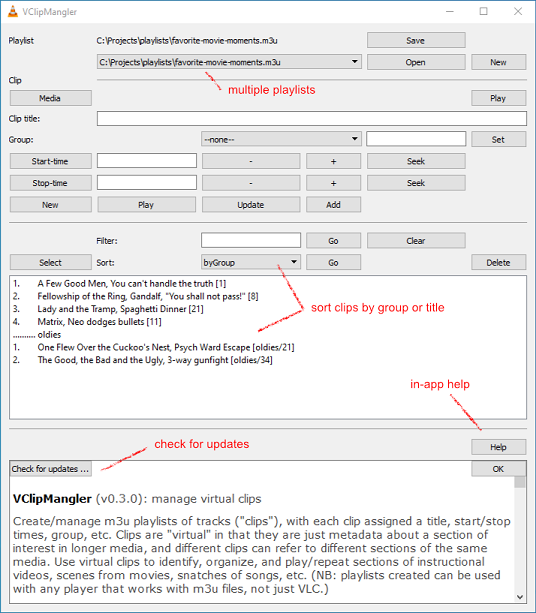 VClipMangler
Playlist C:\Projects\playlists\favorite-movie-moments.m3u Save
C:\Projects\playlists\favorite-movie-moments.m3u Open New
multiple playlists
Clip
Media Play
Clip title:
Group: --none-- Set
Start-time - + Seek
Stop-time - + Seek
New Play Update Add
Filter: Go Clear
Select Sort: byGroup Go Delete
1. A Few Good Men, You can't handle the truth [1]
2. Fellowship of the Ring, Gandalf, "You shall not pass!" [8]
3. Lady and the Tramp, Spaghetti Dinner [21]
4. Matrix, Neo dodges bullets [11]
sort clips by group or title
.......... oldies
1. One Flew Over the Cuckoo's Nest, Psych Ward Escape [oldies/21]
2. The Good, the Bad and the Ugly, 3-way gunfight [oldies/34]
in-app help
check for updates
Help
Check for updates ... OK
VClipMangler (v0.3.0): manage virtual clips
Create/manage m3u playlists of tracks ("clips"), with each clip assigned a title, start/stop
times, group, etc. Clips are "virtual" in that they are just metadata about a section of
interest in longer media, and different clips can refer to different sections of the same
media. Use virtual clips to identify, organize, and play/repeat sections of instructional
videos, scenes from movies, snatches of songs, etc. (NB: playlists created can be used
with any player that works with m3u files, not just VLC.)